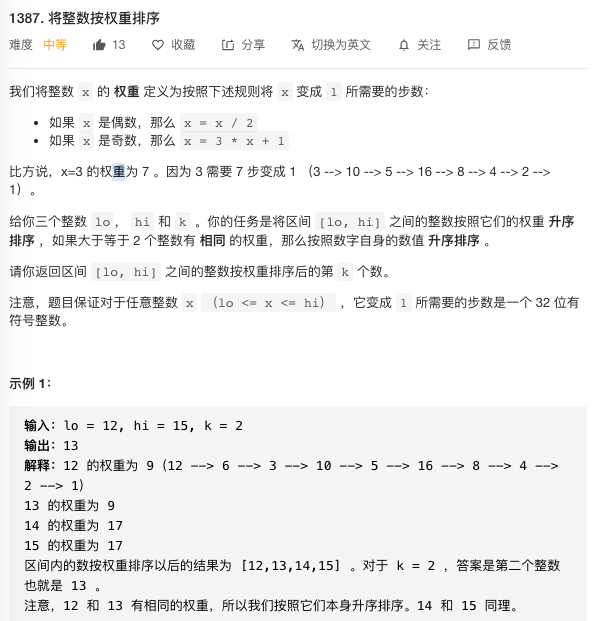 1387. 将整数按权重排序
难度 中等 13 收藏 分享 切换为英文 关注 反馈
我们将整数 x 的 权重 定义为按照下述规则将 x 变成 1 所需要的步数：
• 如果 x 是偶数，那么 x = x / 2
• 如果 x 是奇数，那么 x = 3 * x + 1
比方说，x=3 的权重为 7 。因为 3 需要 7 步变成 1 （3 --> 10 --> 5 --> 16 --> 8 --> 4 --> 2 -->
1）。
给你三个整数 lo ， hi 和 k 。你的任务是将区间 [lo, hi] 之间的整数按照它们的权重 升序
排序 ，如果大于等于 2 个整数有 相同 的权重，那么按照数字自身的数值 升序排序 。
请你返回区间 [lo, hi] 之间的整数按权重排序后的第 k 个数。
注意，题目保证对于任意整数 x （lo <= x <= hi） ，它变成 1 所需要的步数是一个 32 位有
符号整数。
示例 1：
输入：lo = 12, hi = 15, k = 2
输出：13
解释：12 的权重为 9（12 --> 6 --> 3 --> 10 --> 5 --> 16 --> 8 --> 4 -->
2 --> 1）
13 的权重为 9
14 的权重为 17
15 的权重为 17
区间内的数按权重排序以后的结果为 [12,13,14,15] 。对于 k = 2 ，答案是第二个整数
也就是 13 。
注意，12 和 13 有相同的权重，所以我们按照它们本身升序排序。14 和 15 同理。